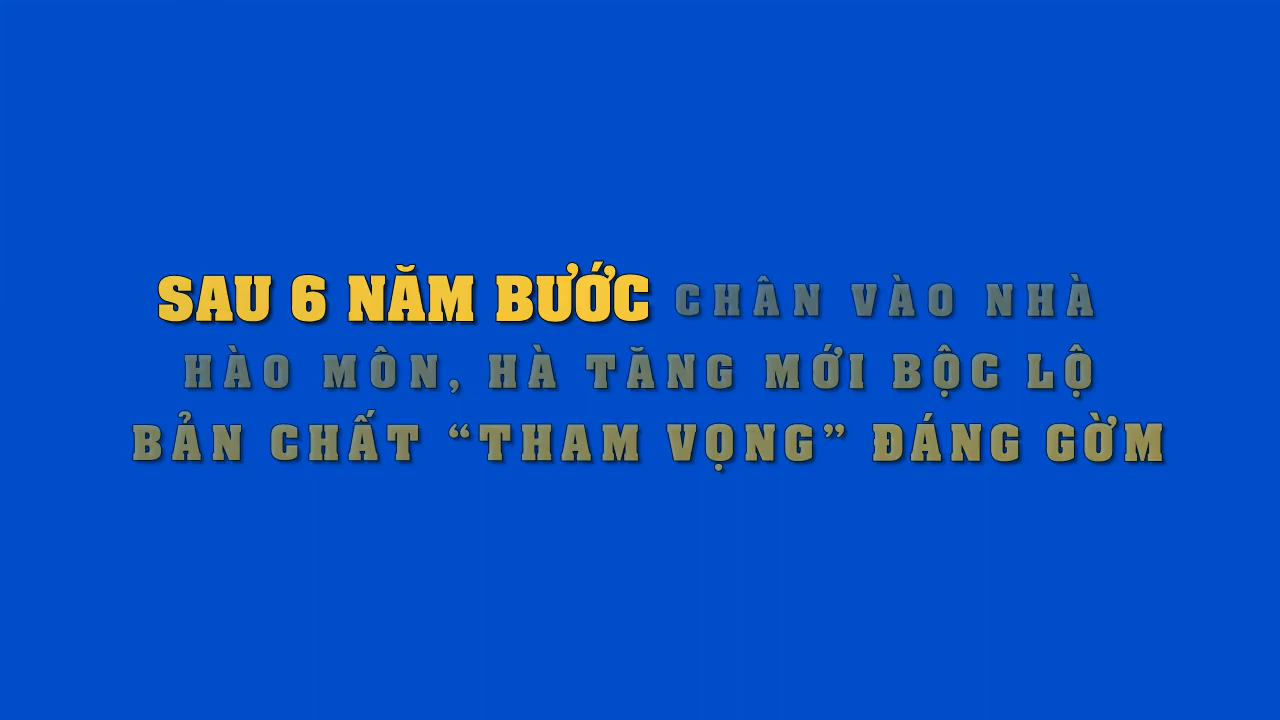 SAU 6 NĂM BƯỚC CHÂN VÀO NHÀ
HÀO MÔN, HÀ TĂNG MỚI BỘC LỘ
BẢN CHẤT “THAM VỌNG” ĐÁNG GỜM